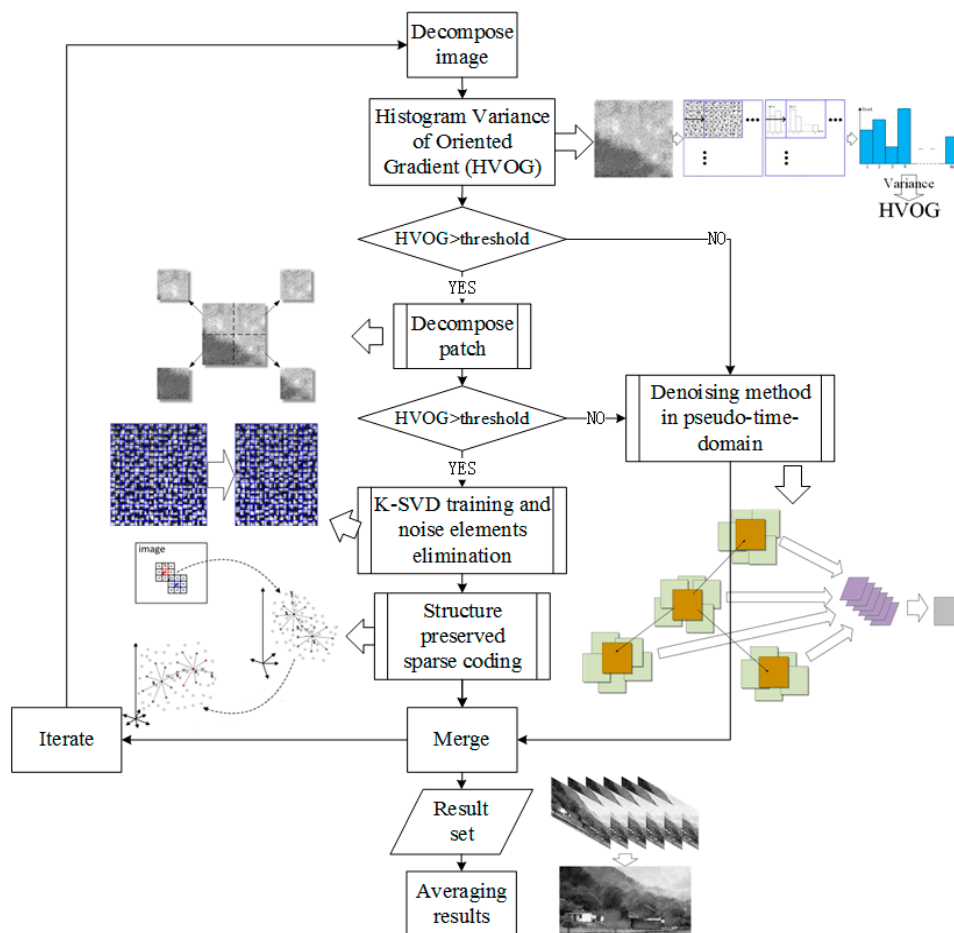 Decompose
image
Histogram Variance
of Oriented
Gradient (HVOG)
Variance
HVOG
HVOG>threshold
NO
YES
Decompose
patch
HVOG>threshold
NO
Denoising method
in pseudo-time-
domain
YES
K-SVD training and
noise elements
elimination
image
Structure
preserved
sparse coding
Iterate
Merge
Result
set
Averaging
results